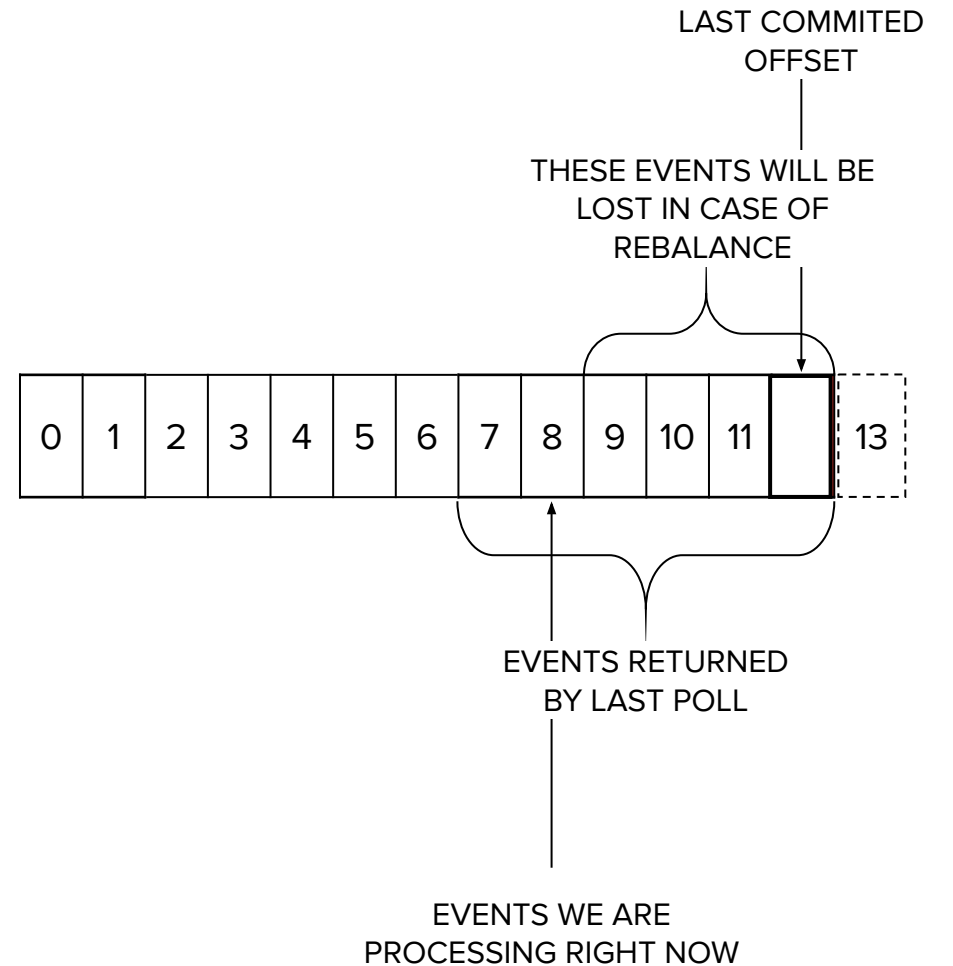 LAST COMMITED
OFFSET
THESE EVENTS WILL BE
LOST IN CASE OF
REBALANCE
0 1 2 3 4 5 6 7 8 9 10 11 13
EVENTS RETURNED
BY LAST POLL
EVENTS WE ARE
PROCESSING RIGHT NOW